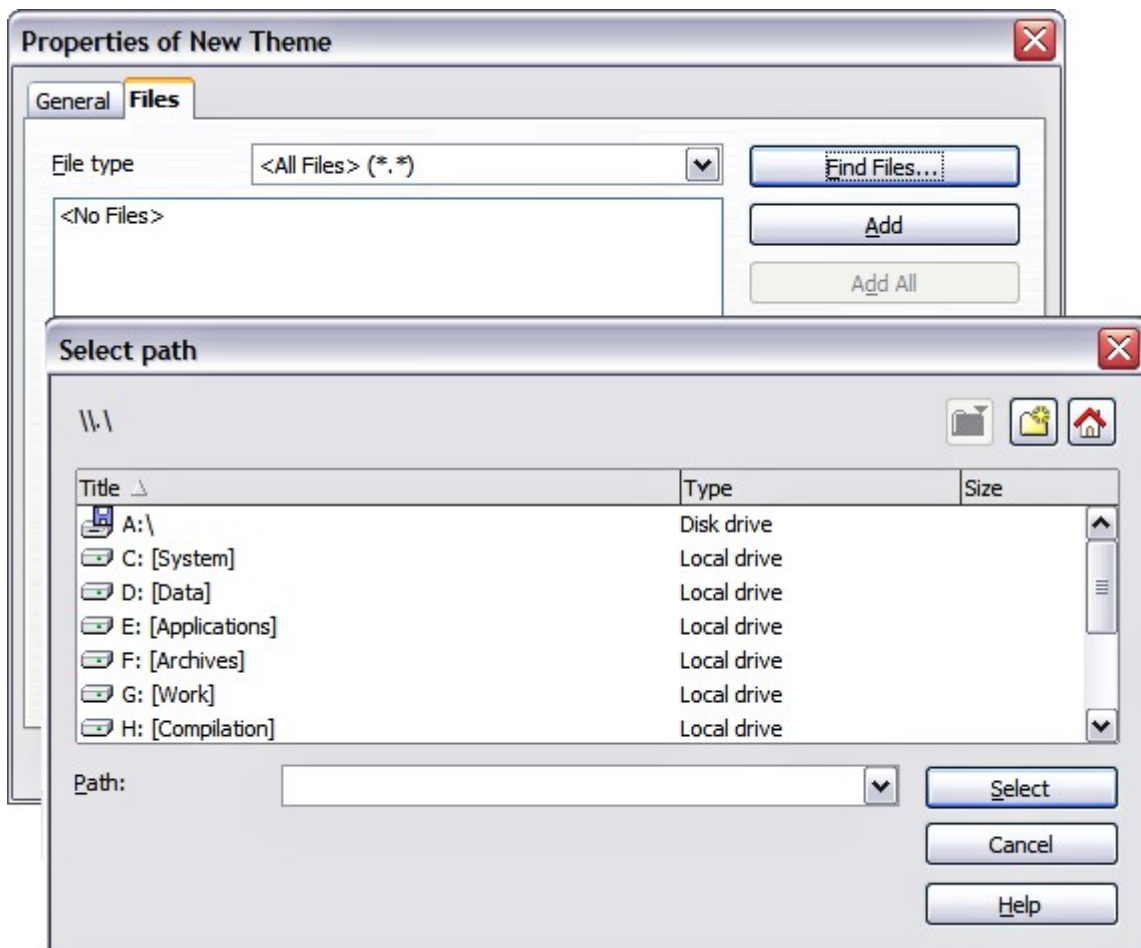 Properties of New Theme
General Files
File type <All Files> (*.*) Find Files...
<No Files>
Add
Add All
Select path
\\.\
Title Type Size
A:\ Disk drive
C: [System] Local drive
D: [Data] Local drive
E: [Applications] Local drive
F: [Archives] Local drive
G: [Work] Local drive
H: [Compilation] Local drive
Path: Select
Cancel
Help